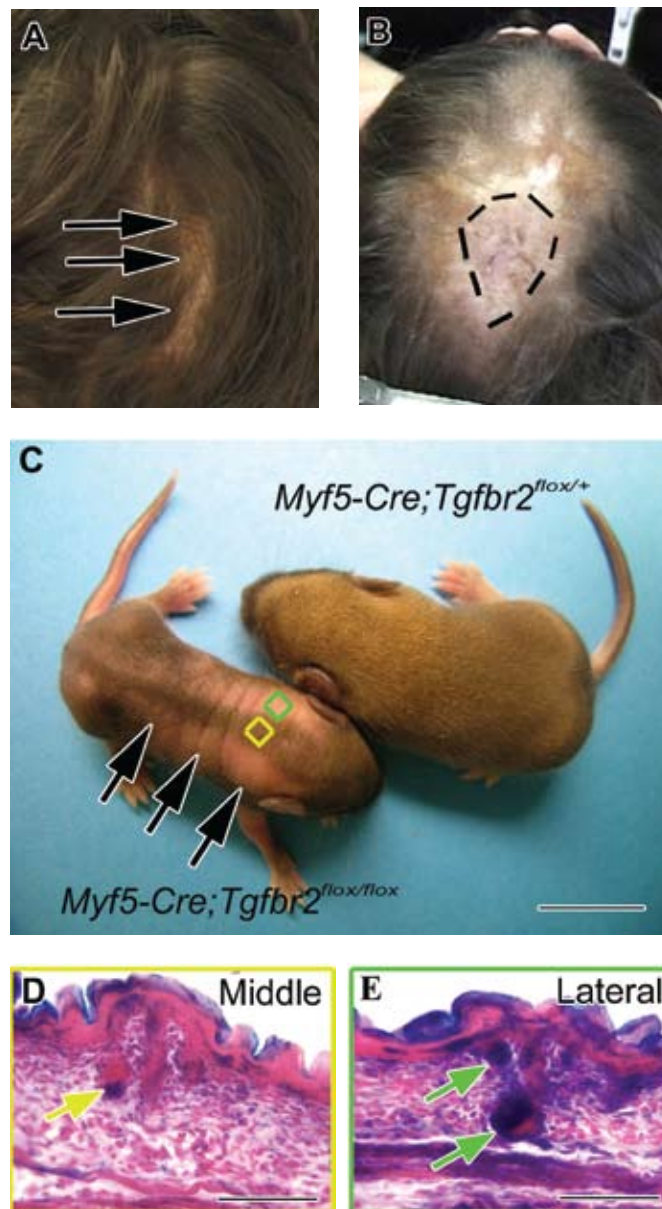 A
B
C
Myf5-Cre;Tgfbr2flox/+
Myf5-Cre;Tgfbr2flox/flox
D Middle
E Lateral